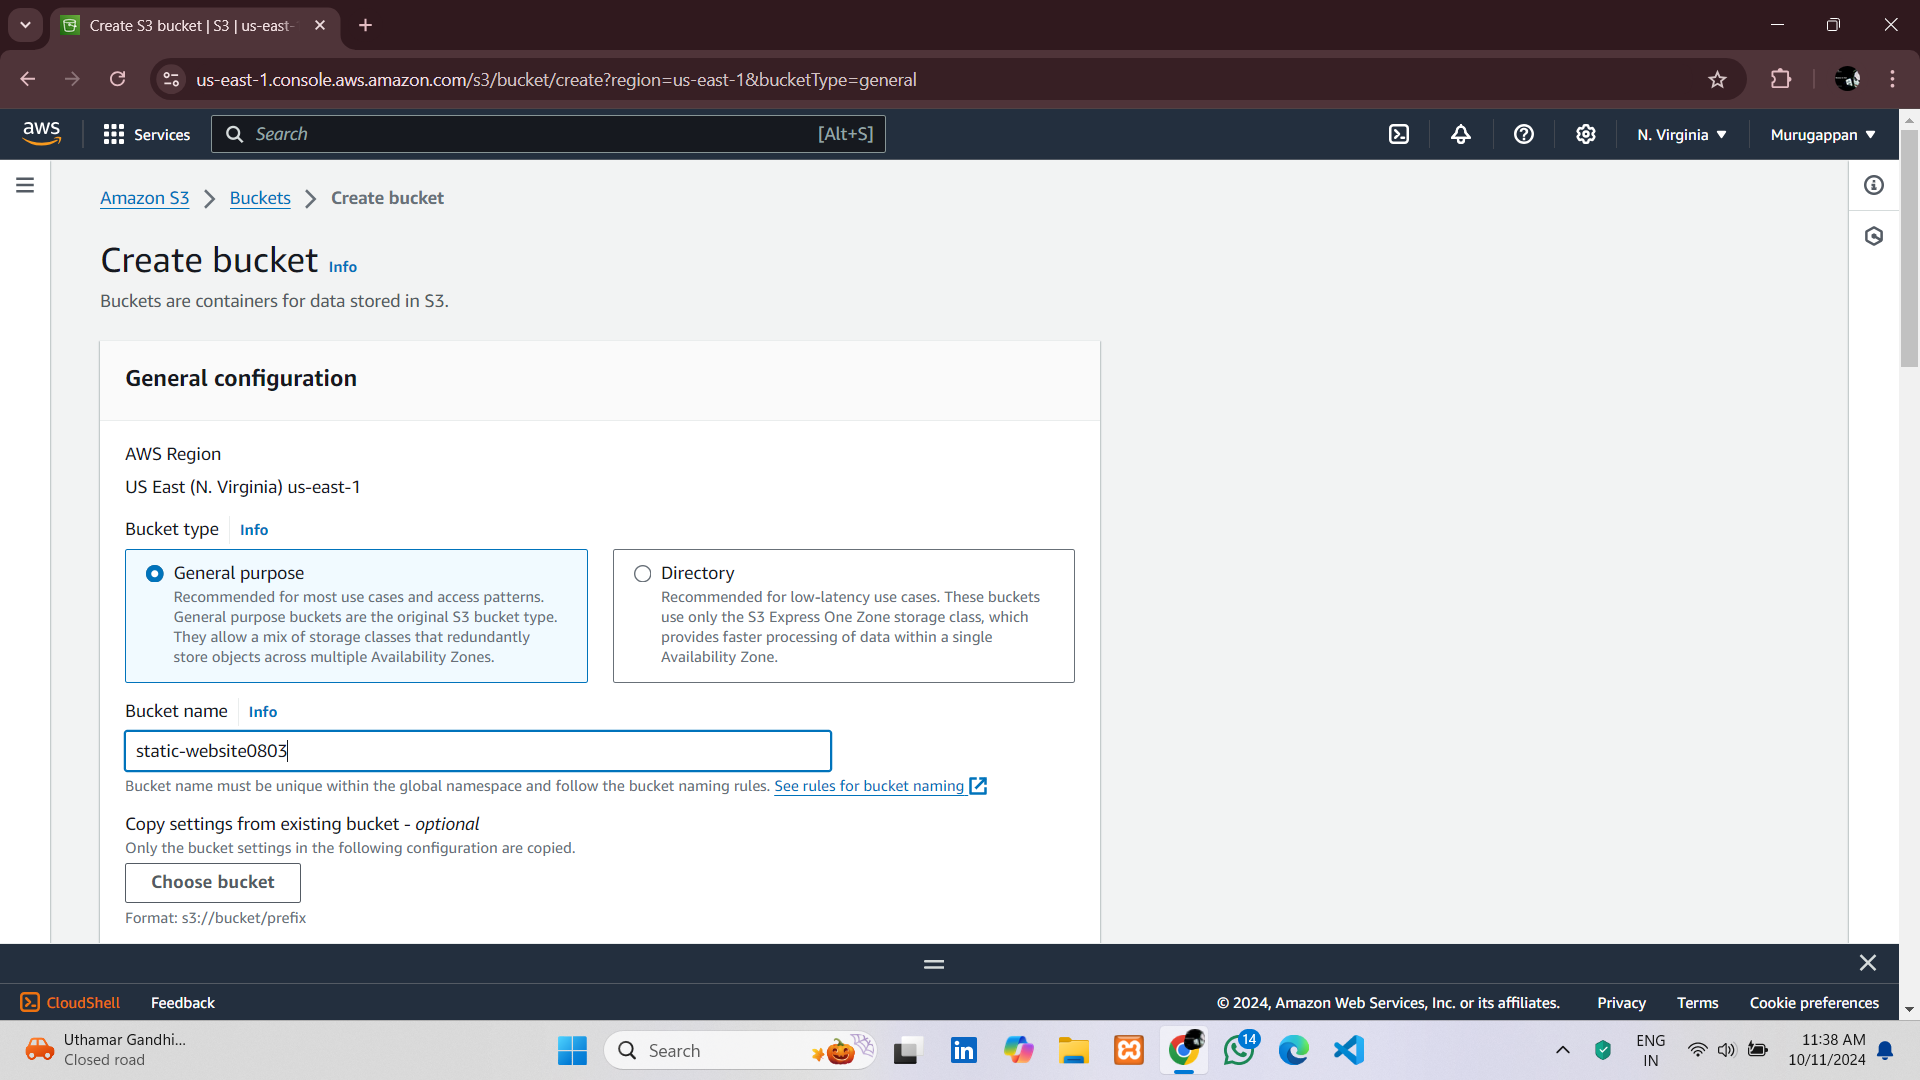 Create S3 bucket | S3 | us-east-
us-east-1.console.aws.amazon.com/s3/bucket/create?region=us-east-1&bucketType=general
aws
Services
Search
[Alt+S]
N. Virginia
Murugappan
Amazon S3
Buckets
Create bucket
Create bucket Info
Buckets are containers for data stored in S3.
General configuration
AWS Region
US East (N. Virginia) us-east-1
Bucket type Info
General purpose
Recommended for most use cases and access patterns.
General purpose buckets are the original S3 bucket type.
They allow a mix of storage classes that redundantly
store objects across multiple Availability Zones.
Directory
Recommended for low-latency use cases. These buckets
use only the S3 Express One Zone storage class, which
provides faster processing of data within a single
Availability Zone.
Bucket name Info
static-website0803
Bucket name must be unique within the global namespace and follow the bucket naming rules. See rules for bucket naming
Copy settings from existing bucket - optional
Only the bucket settings in the following configuration are copied.
Choose bucket
Format: s3://bucket/prefix
CloudShell
Feedback
© 2024, Amazon Web Services, Inc. or its affiliates.
Privacy
Terms
Cookie preferences
Uthamar Gandhi...
Closed road
Search
14
ENG
IN
11:38 AM
10/11/2024